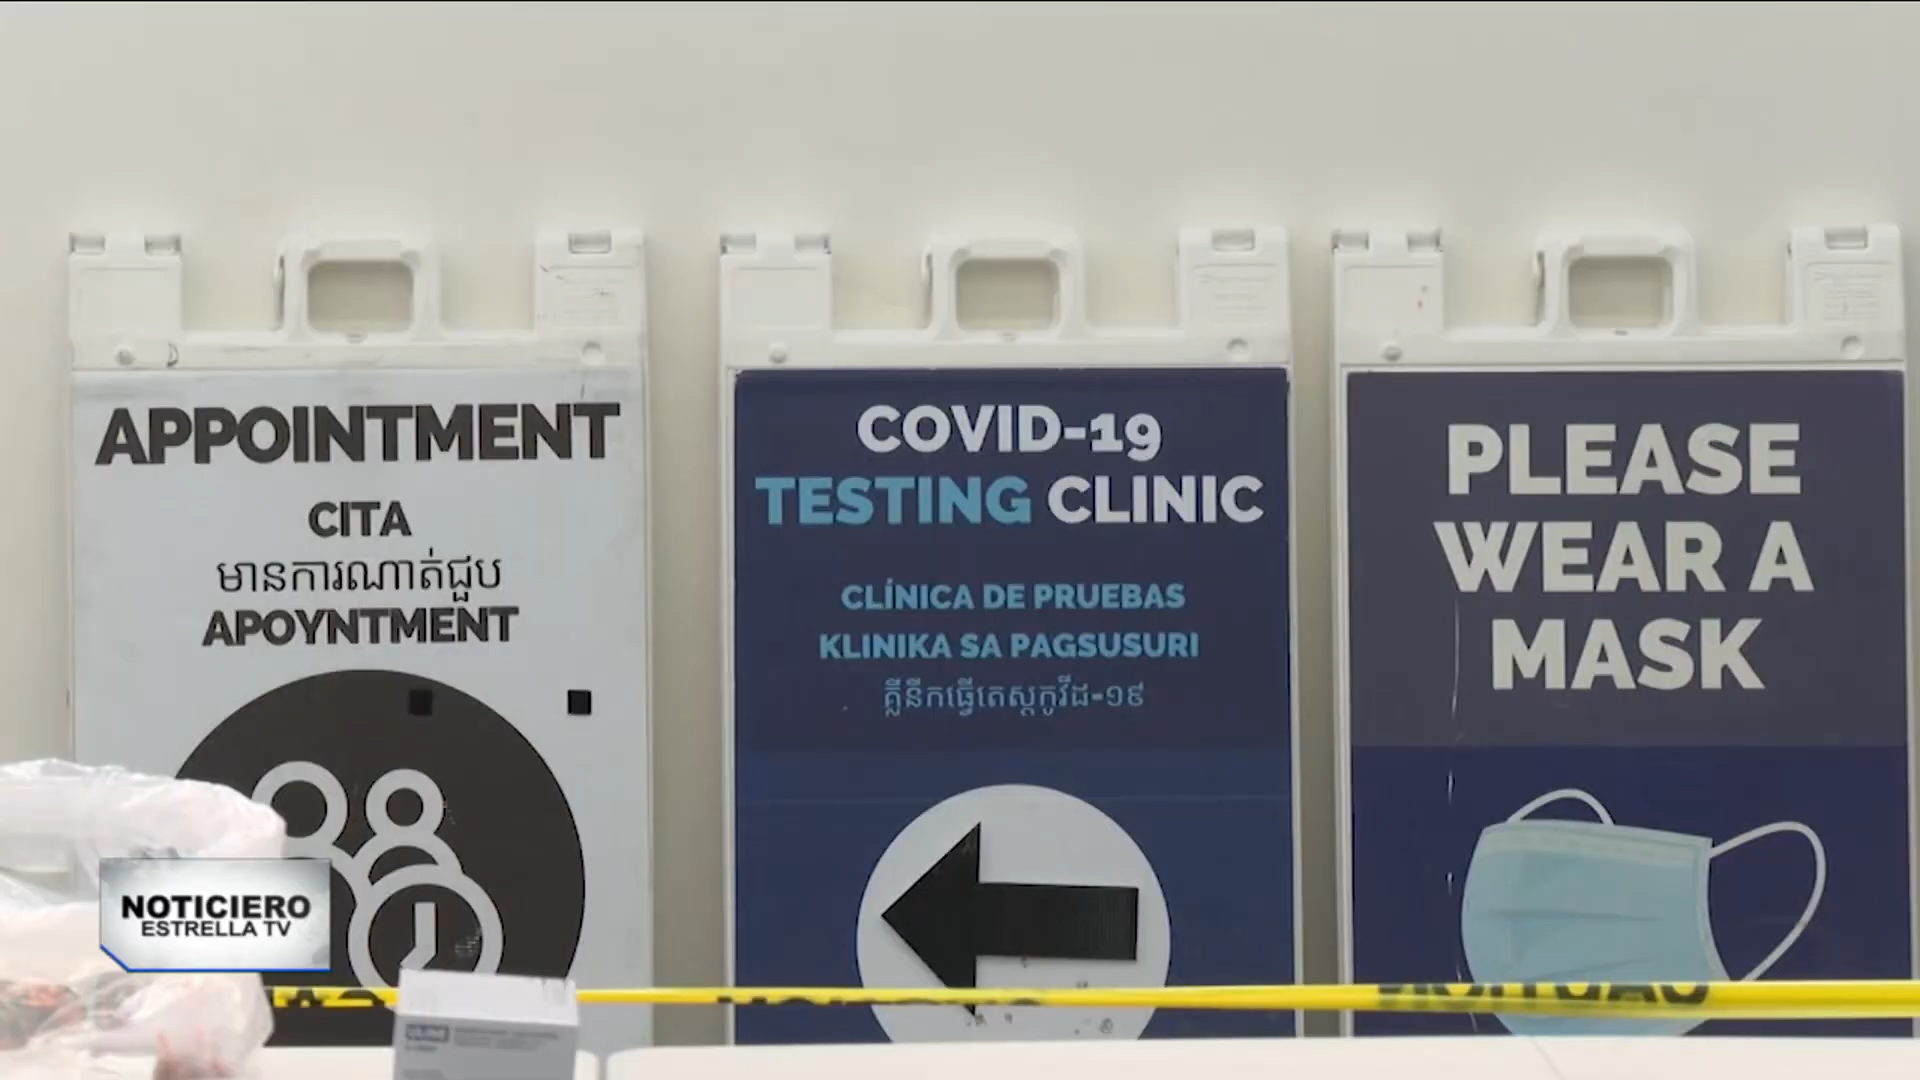 APPOINTMENT
CITA
មានការណាត់ជួប
APOYNTMENT
COVID-19
TESTING CLINIC
CLÍNICA DE PRUEBAS
KLINIKA SA PAGSUSURI
គ្លីនីកធ្វើតេស្តកូវីដ-១៩
PLEASE
WEAR A
MASK
NOTICIERO
ESTRELLA TV
CAUTION